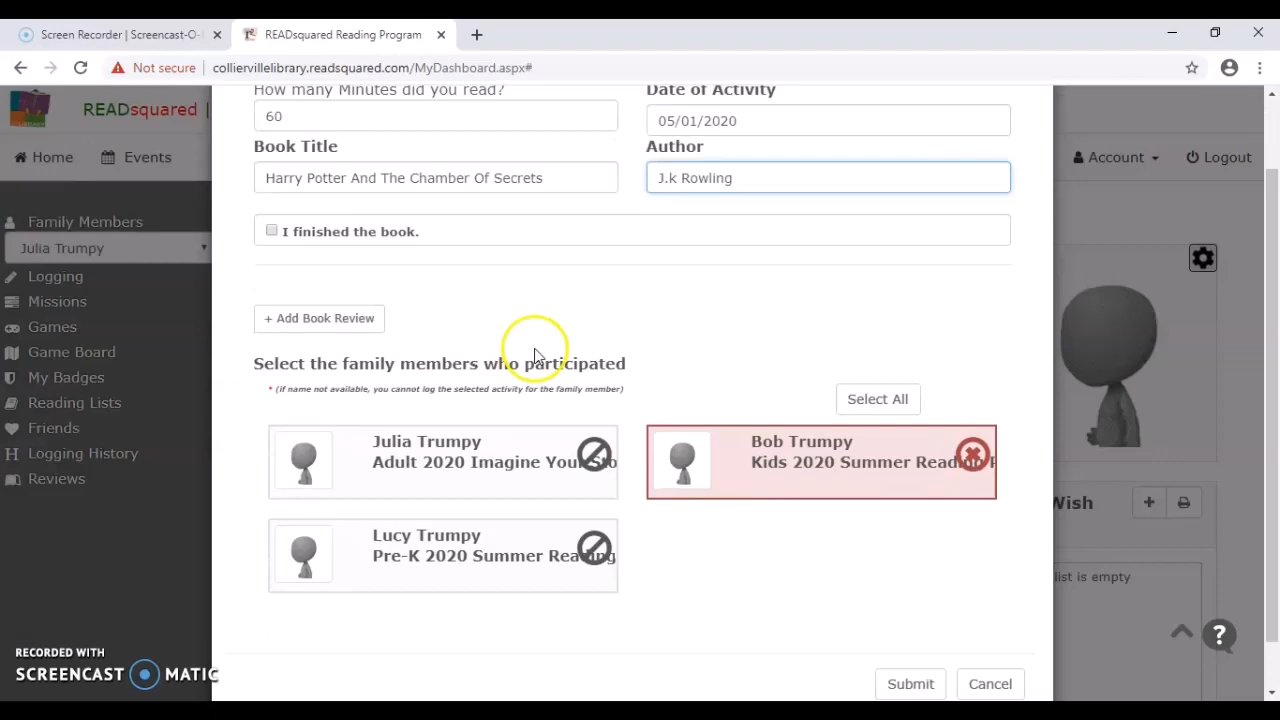 Screen Recorder | Screencast-O-
READsquared Reading Program
Not secure
colliervillelibrary.readsquared.com/MyDashboard.aspx#
READsquared |
How many Minutes did you read?
Date of Activity
60
05/01/2020
Home
Events
Account
Logout
Book Title
Author
Harry Potter And The Chamber Of Secrets
J.k Rowling
I finished the book.
Family Members
Julia Trumpy
Logging
Missions
Games
Game Board
My Badges
Reading Lists
Friends
Logging History
Reviews
+ Add Book Review
Select the family members who participated
* (If name not available, you cannot log the selected activity for the family member)
Select All
Julia Trumpy
Adult 2020 Imagine You Sto
Bob Trumpy
Kids 2020 Summer Reading P
Lucy Trumpy
Pre-K 2020 Summer Reading
Wish
list is empty
?
Submit
Cancel
RECORDED WITH
SCREENCAST MATIC